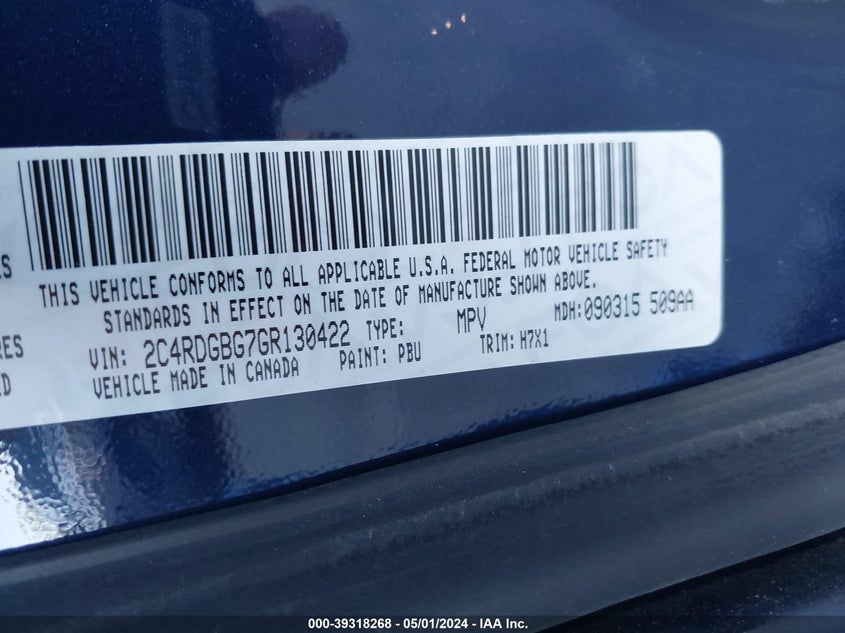 THIS VEHICLE CONFORMS TO ALL APPLICABLE U.S.A. FEDERAL MOTOR VEHICLE SAFETY
STANDARDS IN EFFECT ON THE DATE OF MANUFACTURE SHOWN ABOVE.
VIN: 2C4RDGBG7GR130422 TYPE: MPV MDH:090315 509AA
VEHICLE MADE IN CANADA PAINT: PBU TRIM: H7X1
000-39318268 - 05/01/2024 - IAA Inc.